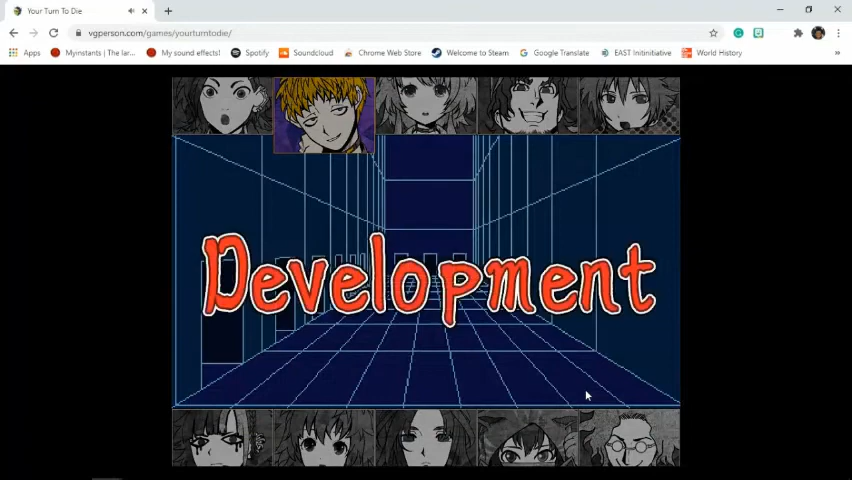 Your Turn To Die
vgperson.com/games/yourturntodie/
Apps
Myinstants | The lar...
My sound effects!
Spotify
Soundcloud
Chrome Web Store
Welcome to Steam
Google Translate
EAST Initinitiative
World History
»
Development